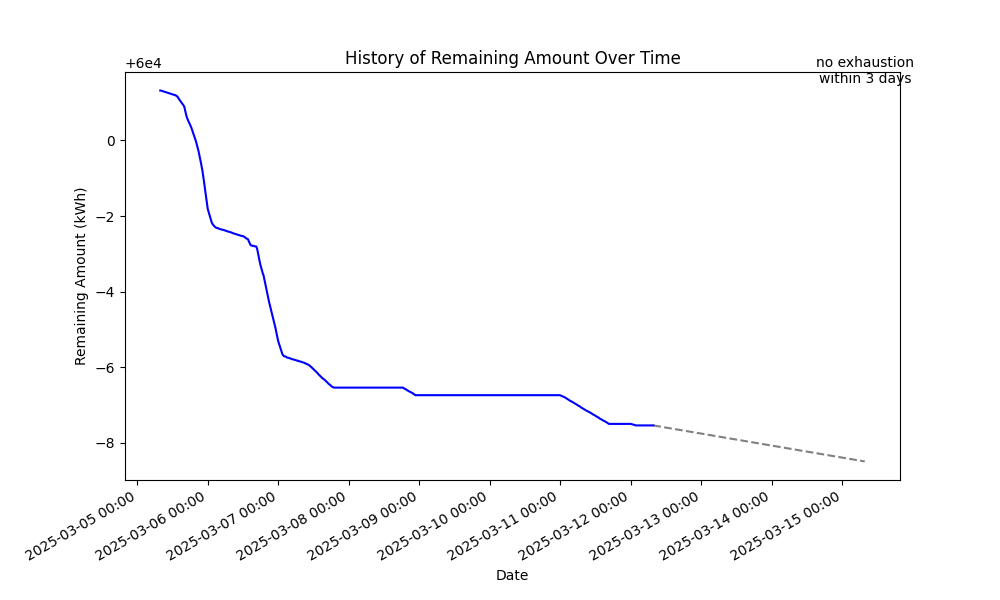 History of Remaining Amount Over Time
no exhaustion
within 3 days
+6e4
0
−2
−4
−6
−8
Remaining Amount (kWh)
2025-03-05 00:00
2025-03-06 00:00
2025-03-07 00:00
2025-03-08 00:00
2025-03-09 00:00
2025-03-10 00:00
2025-03-11 00:00
2025-03-12 00:00
2025-03-13 00:00
2025-03-14 00:00
2025-03-15 00:00
Date